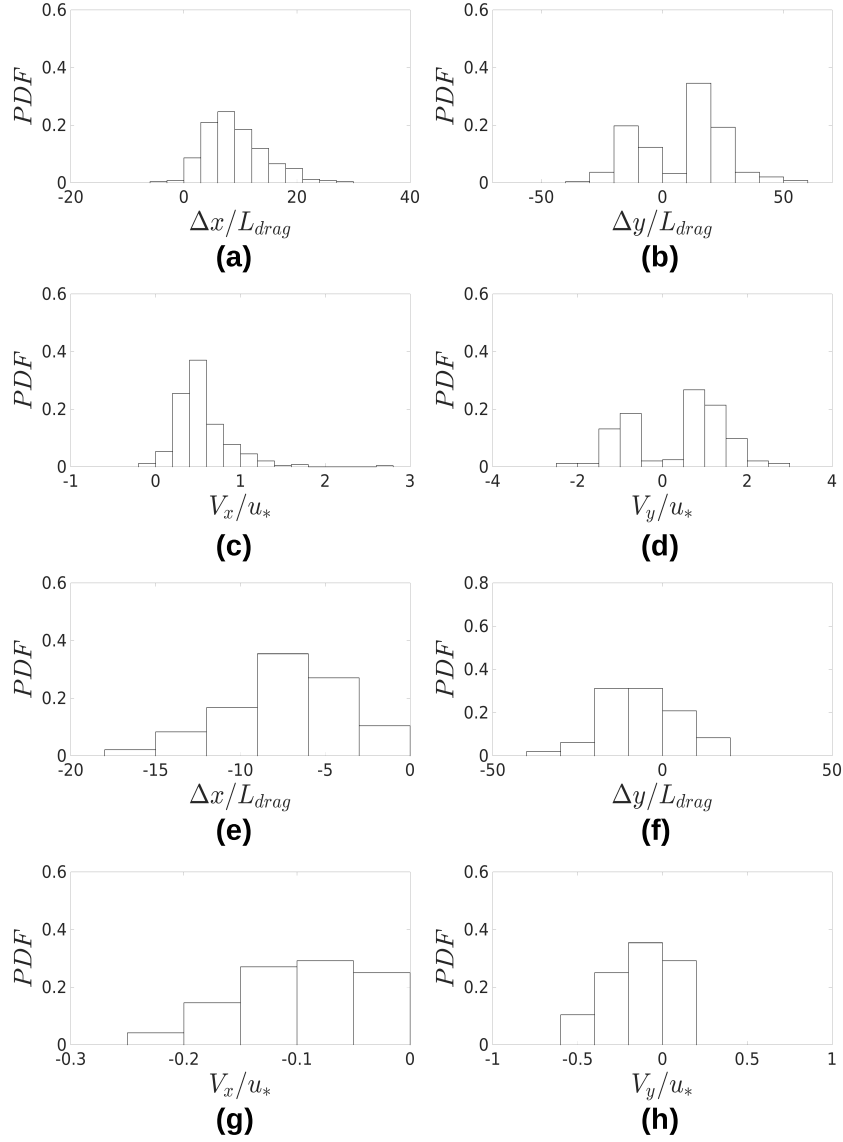 0.6
0.4
0.2
0
PDF
-20 0 20 40
Δx/L_drag
(a)
0.6
0.4
0.2
0
PDF
-50 0 50
Δy/L_drag
(b)
0.6
0.4
0.2
0
PDF
-1 0 1 2 3
V_x/u_*
(c)
0.6
0.4
0.2
0
PDF
-4 -2 0 2 4
V_y/u_*
(d)
0.6
0.4
0.2
0
PDF
-20 -15 -10 -5 0
Δx/L_drag
(e)
0.8
0.6
0.4
0.2
0
PDF
-50 0 50
Δy/L_drag
(f)
0.6
0.4
0.2
0
PDF
-0.3 -0.2 -0.1 0
V_x/u_*
(g)
0.6
0.4
0.2
0
PDF
-1 -0.5 0 0.5 1
V_y/u_*
(h)